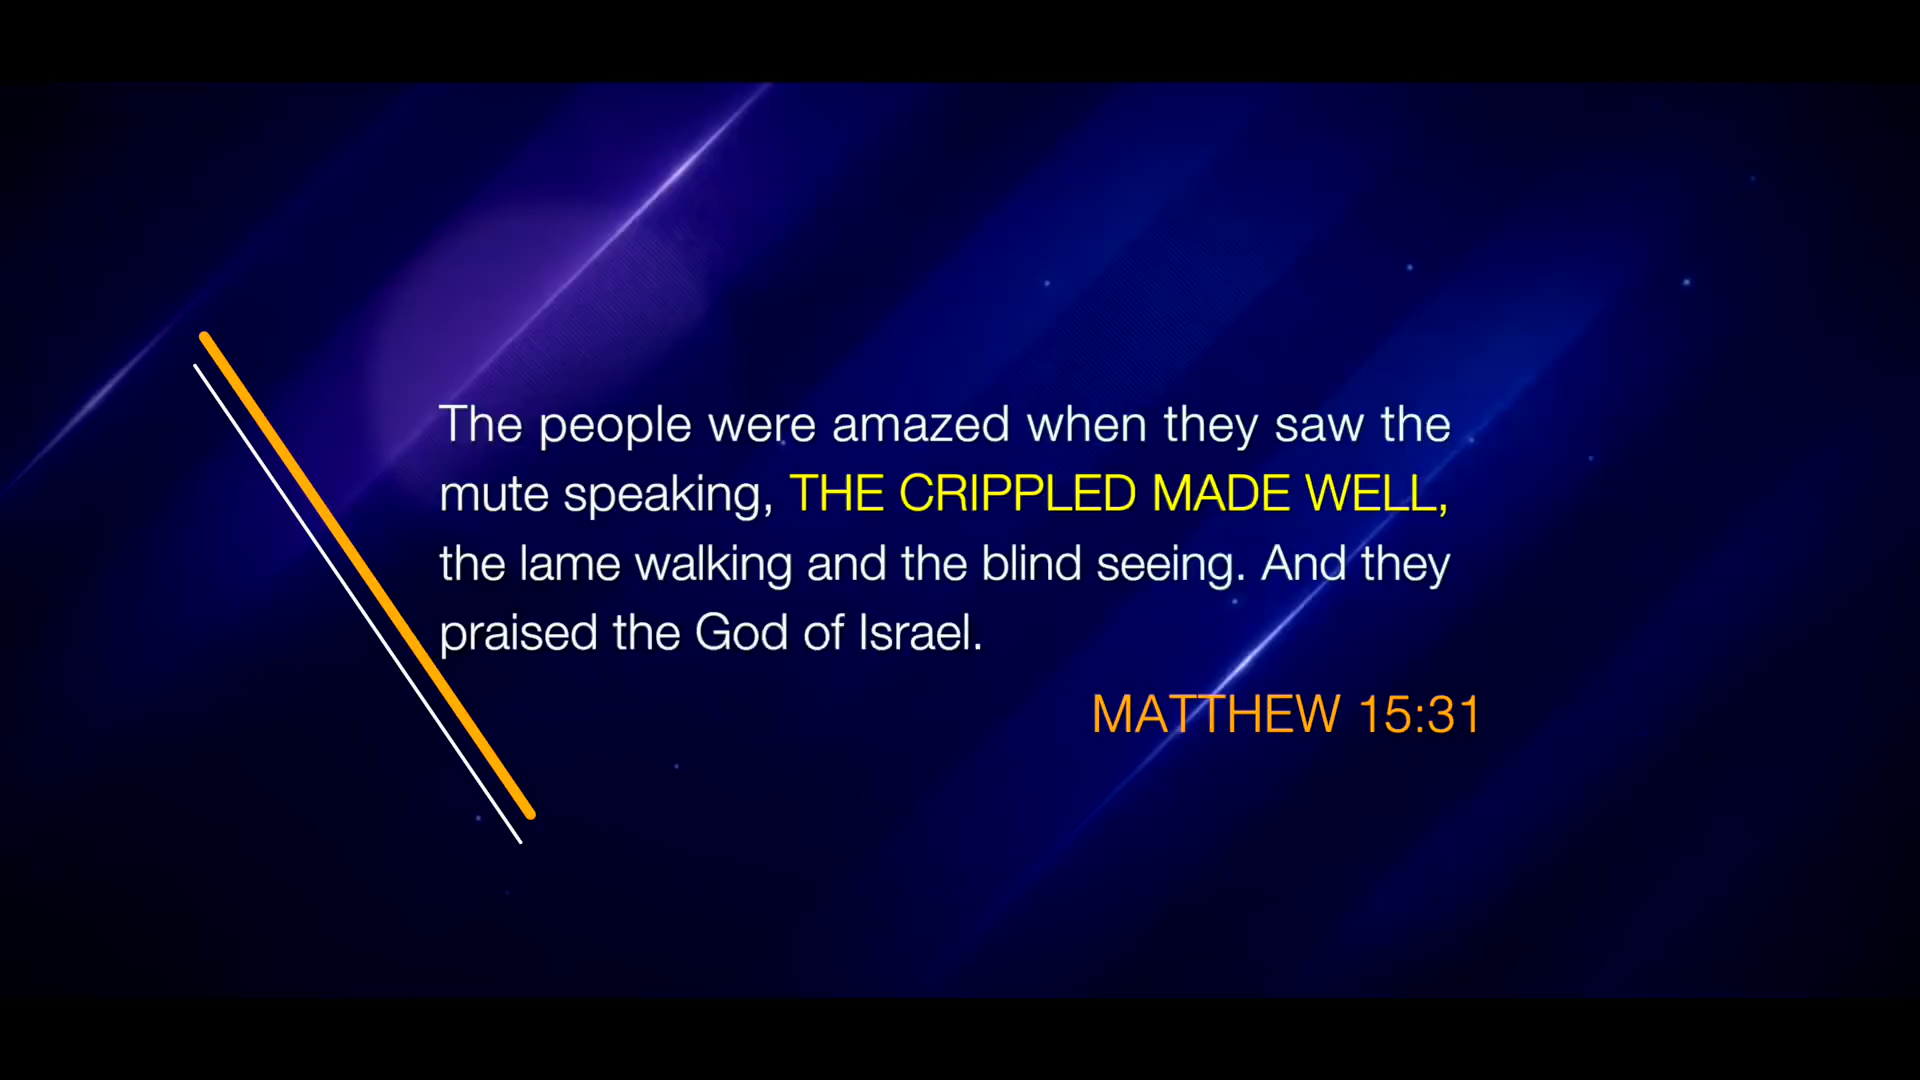 The people were amazed when they saw the
mute speaking, THE CRIPPLED MADE WELL,
the lame walking and the blind seeing. And they
praised the God of Israel.
MATTHEW 15:31